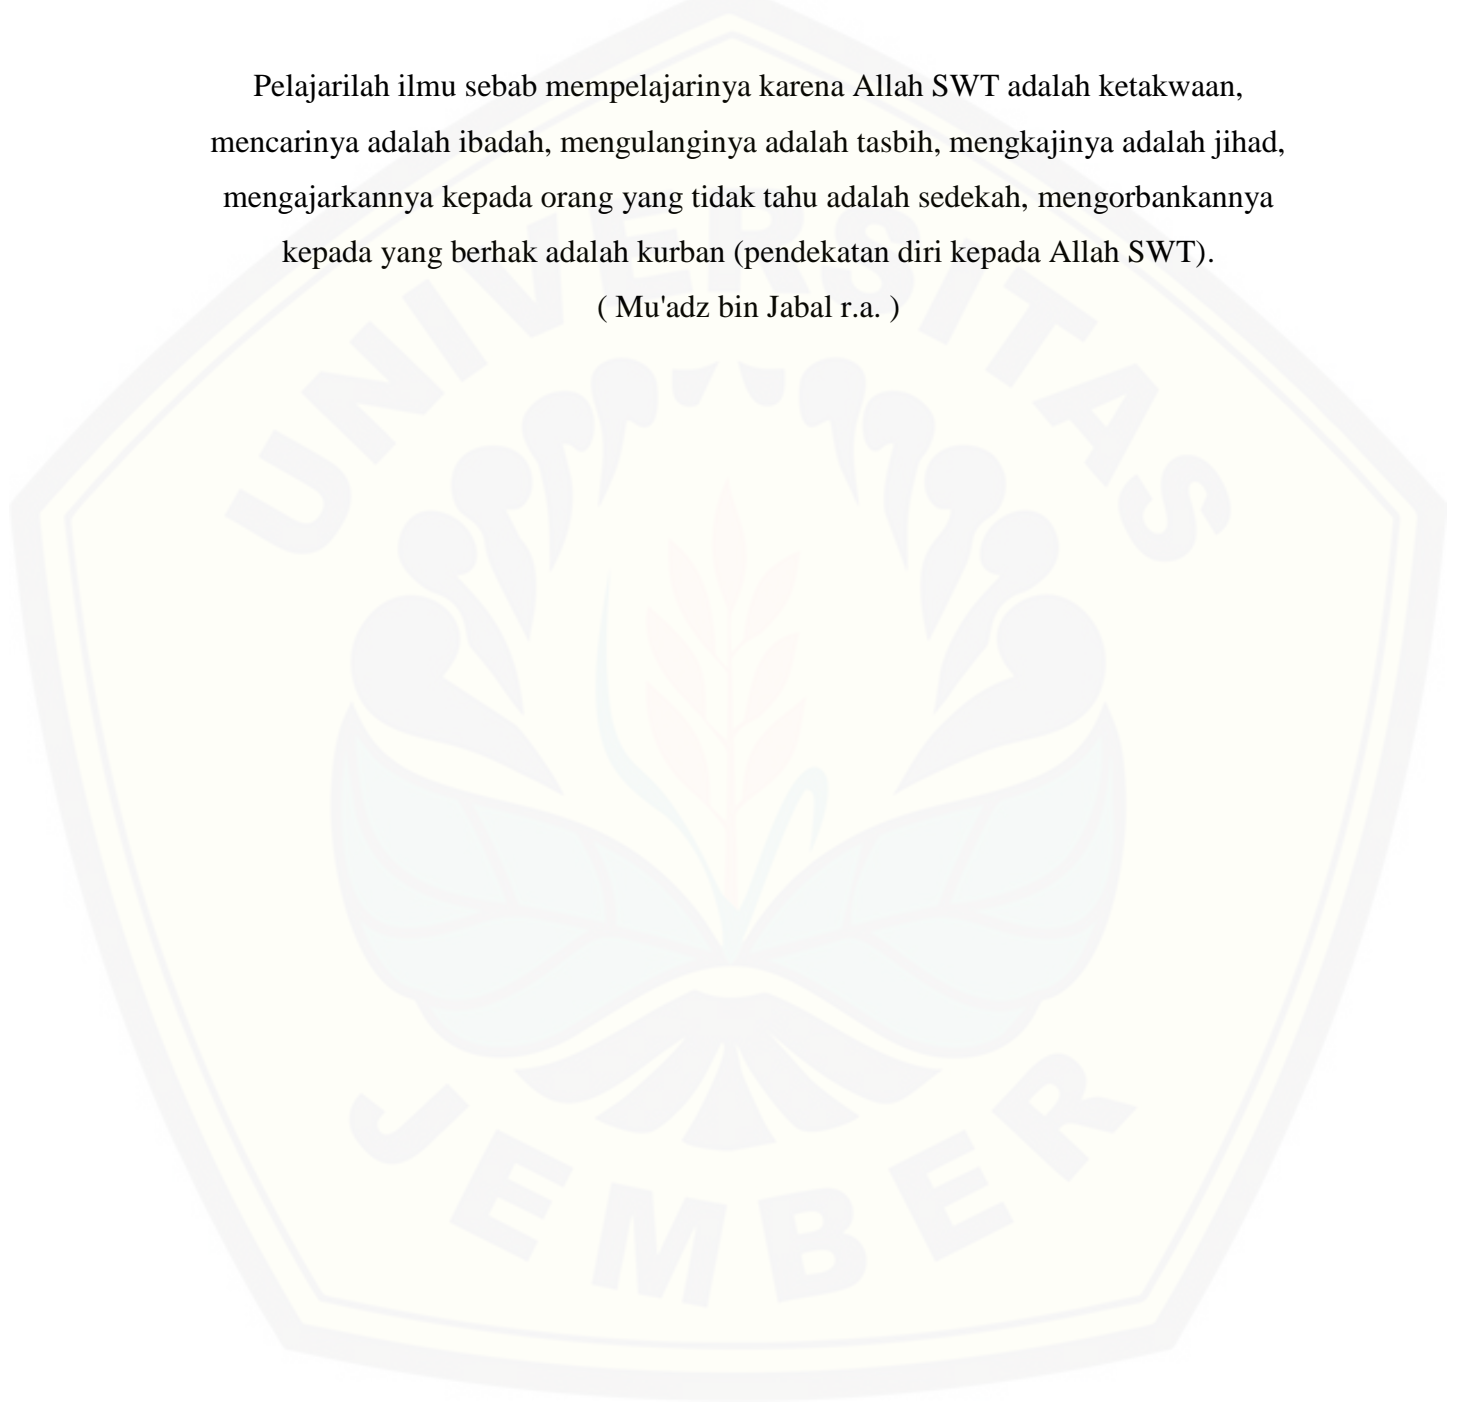 Pelajarilah ilmu sebab mempelajarinya karena Allah SWT adalah ketakwaan,
mencarinya adalah ibadah, mengulanginya adalah tasbih, mengkajinya adalah jihad,
mengajarkannya kepada orang yang tidak tahu adalah sedekah, mengorbankannya
kepada yang berhak adalah kurban (pendekatan diri kepada Allah SWT).
( Mu'adz bin Jabal r.a. )
UNIVERSITAS
JEMBER